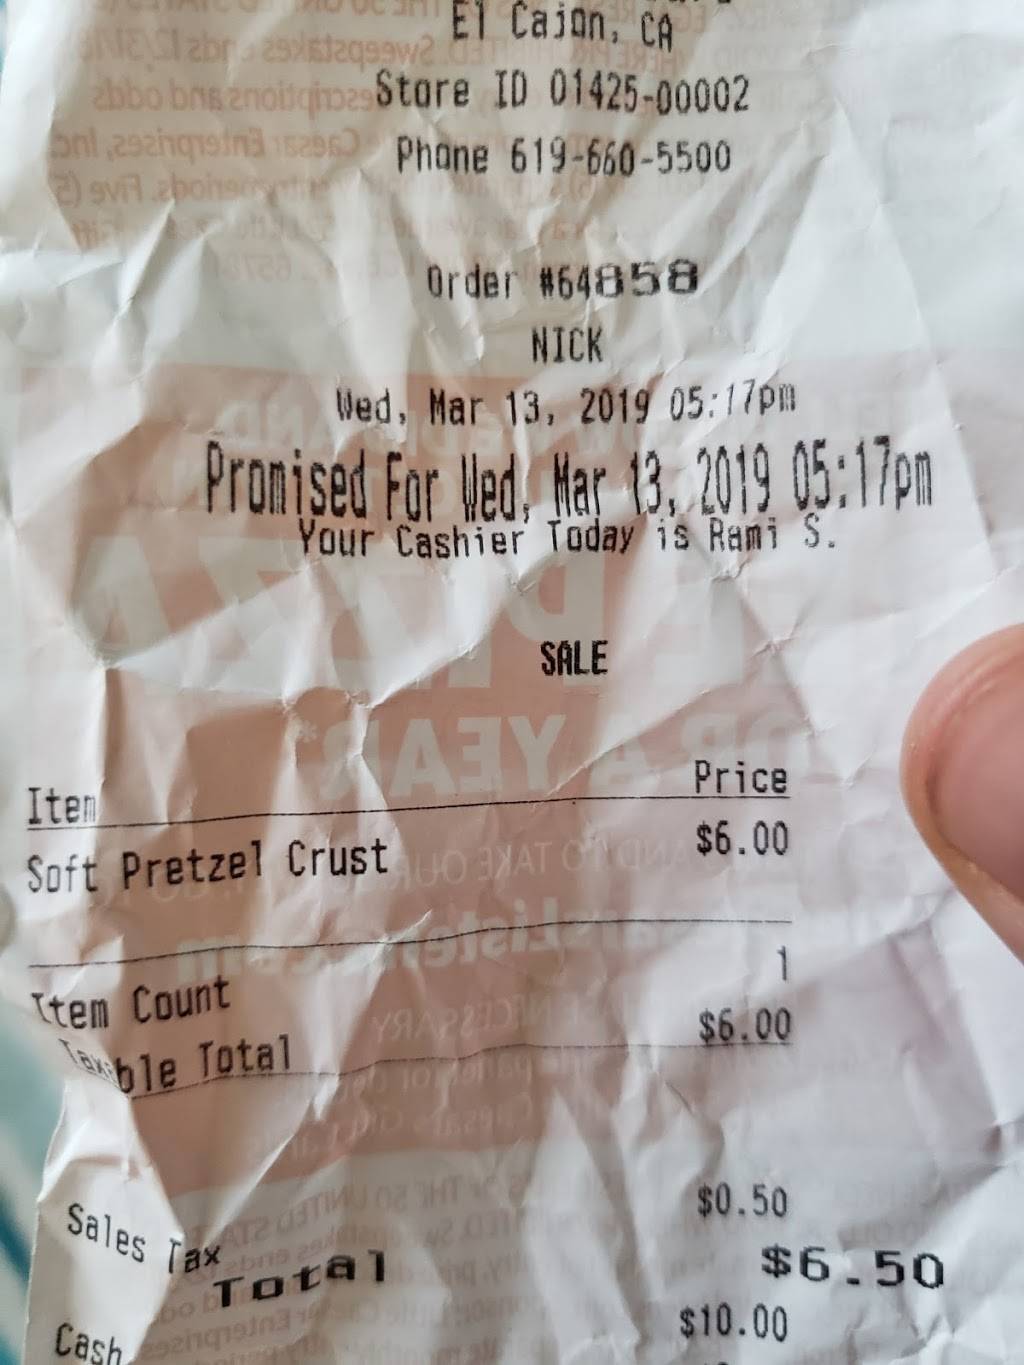 El Cajon, CA
Store ID 01425-00002
Phone 619-660-5500
Order #64858
NICK
Wed, Mar 13, 2019 05:17pm
Promised For Wed, Mar 13, 2019 05:17pm
Your Cashier Today is Rami S.
SALE
Item Price
Soft Pretzel Crust $6.00
Item Count 1
Taxable Total $6.00
Sales Tax $0.50
Total $6.50
Cash $10.00